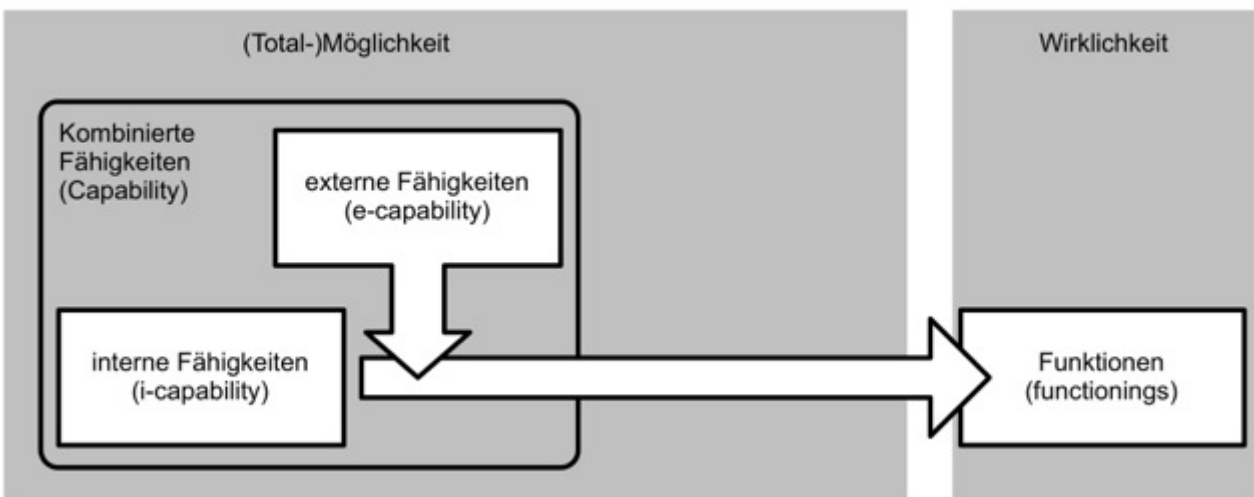 (Total-)Möglichkeit
Wirklichkeit
Kombinierte
Fähigkeiten
(Capability)
externe Fähigkeiten
(e-capability)
interne Fähigkeiten
(i-capability)
Funktionen
(functionings)